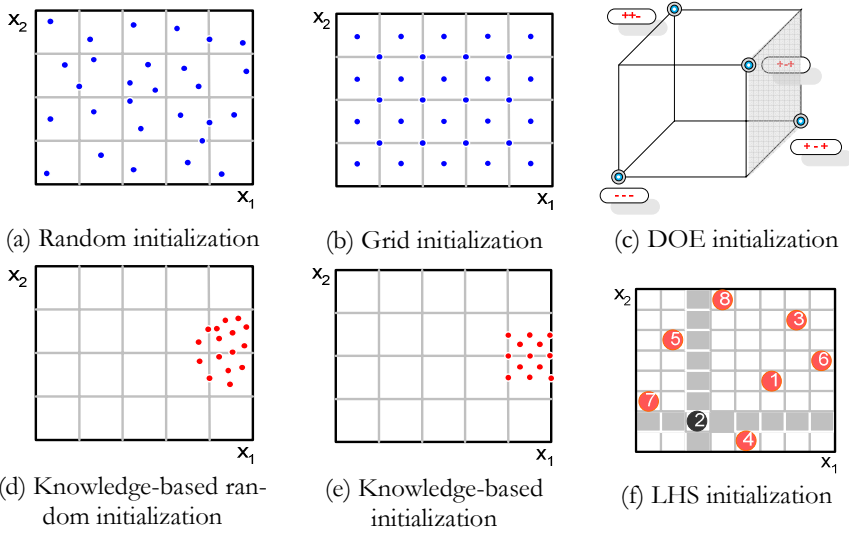 x2
x1
(a) Random initialization
x2
x1
(b) Grid initialization
++-
+-+
+-+
---
(c) DOE initialization
x2
x1
(d) Knowledge-based ran-
dom initialization
x2
x1
(e) Knowledge-based
initialization
x2
8
3
5
6
1
7
2
4
x1
(f) LHS initialization